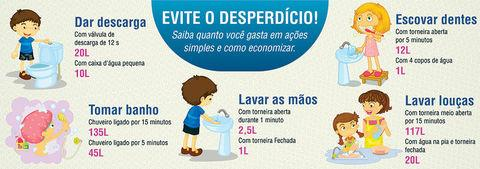 EVITE O DESPERDÍCIO!
Saiba quanto você gasta em ações
simples e como economizar.
Dar descarga
Com válvula de
descarga de 12 s
20L
Com caixa d'água pequena
10L
Escovar dentes
Com torneira aberta
por 5 minutos
12L
Com 4 copos de água
1L
Tomar banho
Chuveiro ligado por 15 minutos
135L
Chuveiro ligado por 5 minutos
45L
Lavar as mãos
Com torneira aberta
durante 1 minuto
2,5L
Com torneira Fechada
1L
Lavar louças
Com torneira meio aberta
por 15 minutos
117L
Com água na pia e torneira
fechada
20L